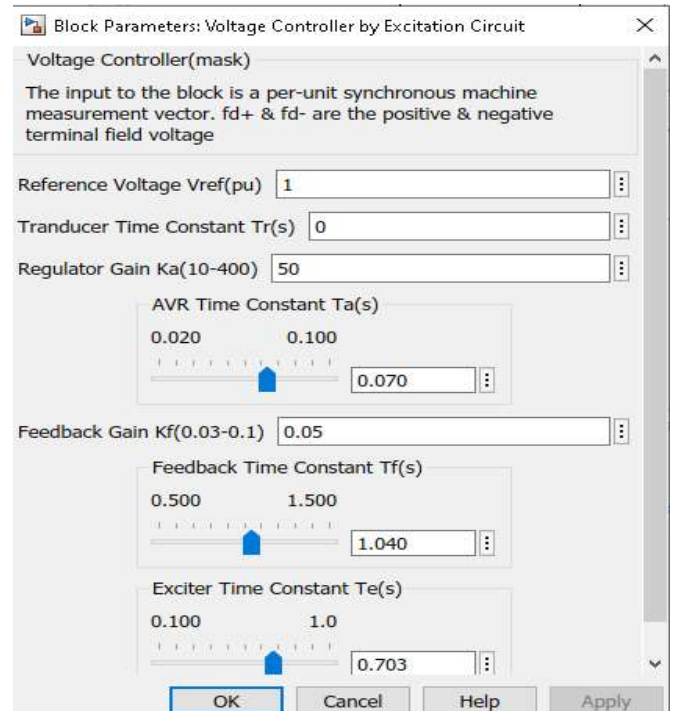 Block Parameters: Voltage Controller by Excitation Circuit
Voltage Controller(mask)
The input to the block is a per-unit synchronous machine
measurement vector. fd+ & fd- are the positive & negative
terminal field voltage
Reference Voltage Vref(pu) 1
Tranducer Time Constant Tr(s) 0
Regulator Gain Ka(10-400) 50
AVR Time Constant Ta(s)
0.020 0.100
0.070
Feedback Gain Kf(0.03-0.1) 0.05
Feedback Time Constant Tf(s)
0.500 1.500
1.040
Exciter Time Constant Te(s)
0.100 1.0
0.703
OK Cancel Help Apply